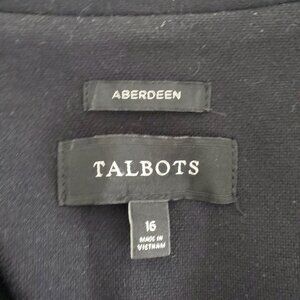 ABERDEEN
TALBOTS
16
MADE IN
VIETNAM